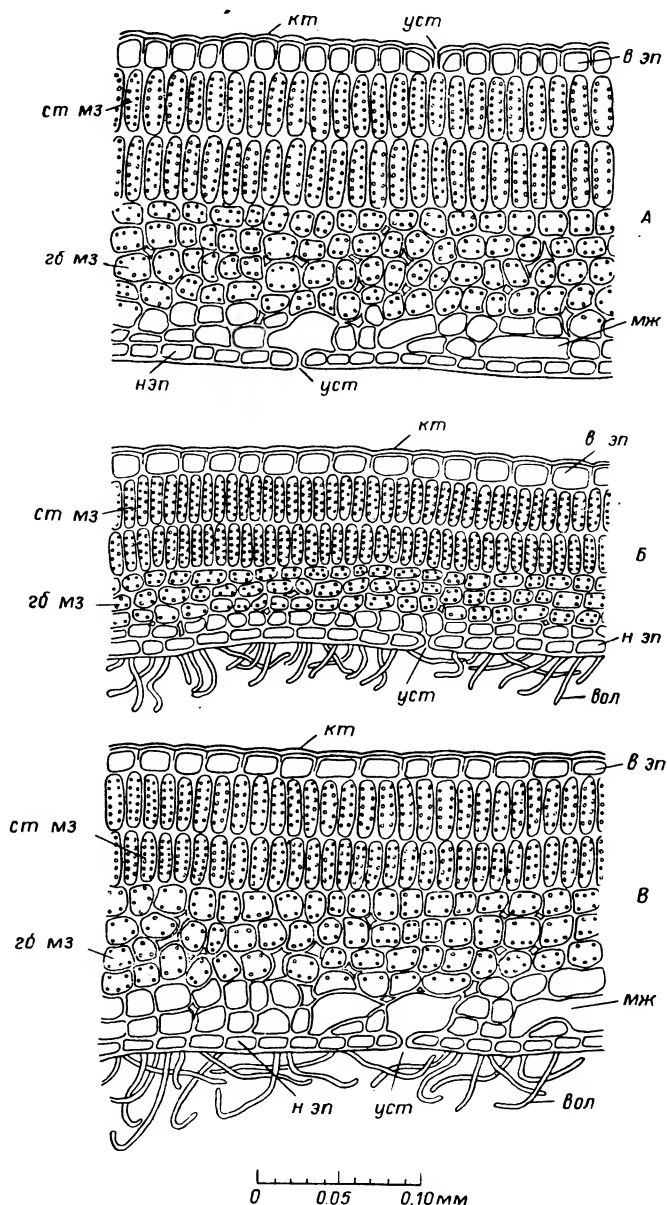 кт уст
в эп
ст мз
А
гб мз
мж
нэп уст
кт
в эп
ст мз
Б
гб мз
н эп
уст
вол
кт
в эп
ст мз
В
гб мз
мж
н эп уст вол
0 0.05 0.10мм